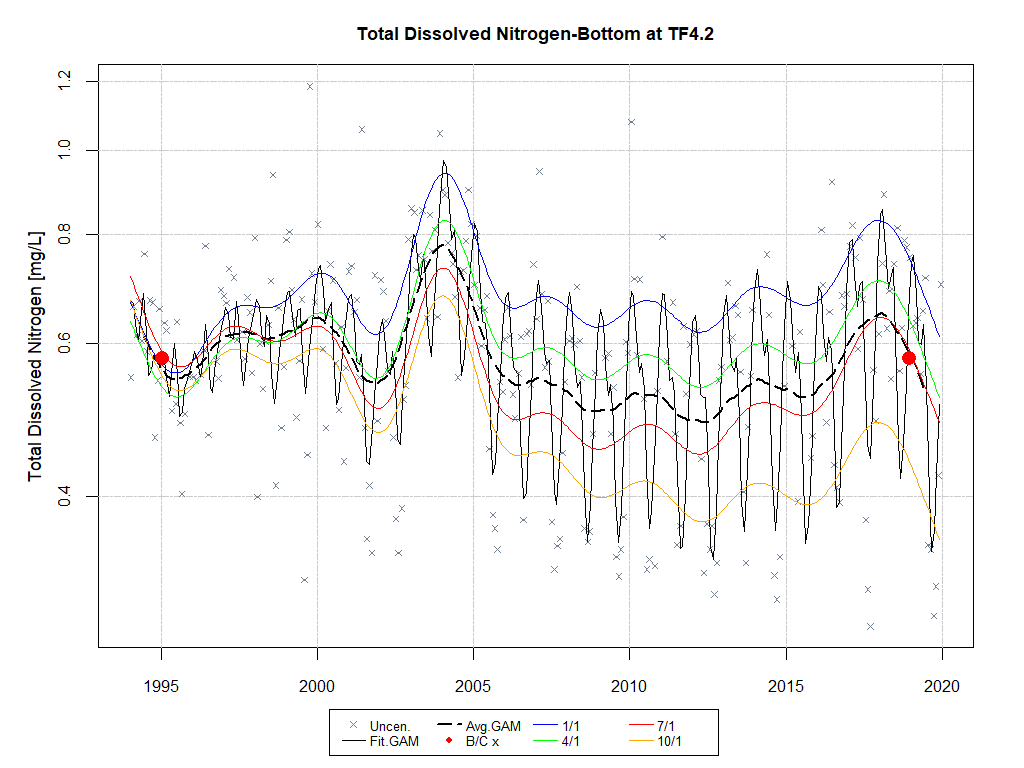 Total Dissolved Nitrogen-Bottom at TF4.2
Total Dissolved Nitrogen [mg/L]
1.2
1.0
0.8
0.6
0.4
1995 2000 2005 2010 2015 2020
Uncen. Avg.GAM 1/1 7/1
Fit.GAM B/C x 4/1 10/1